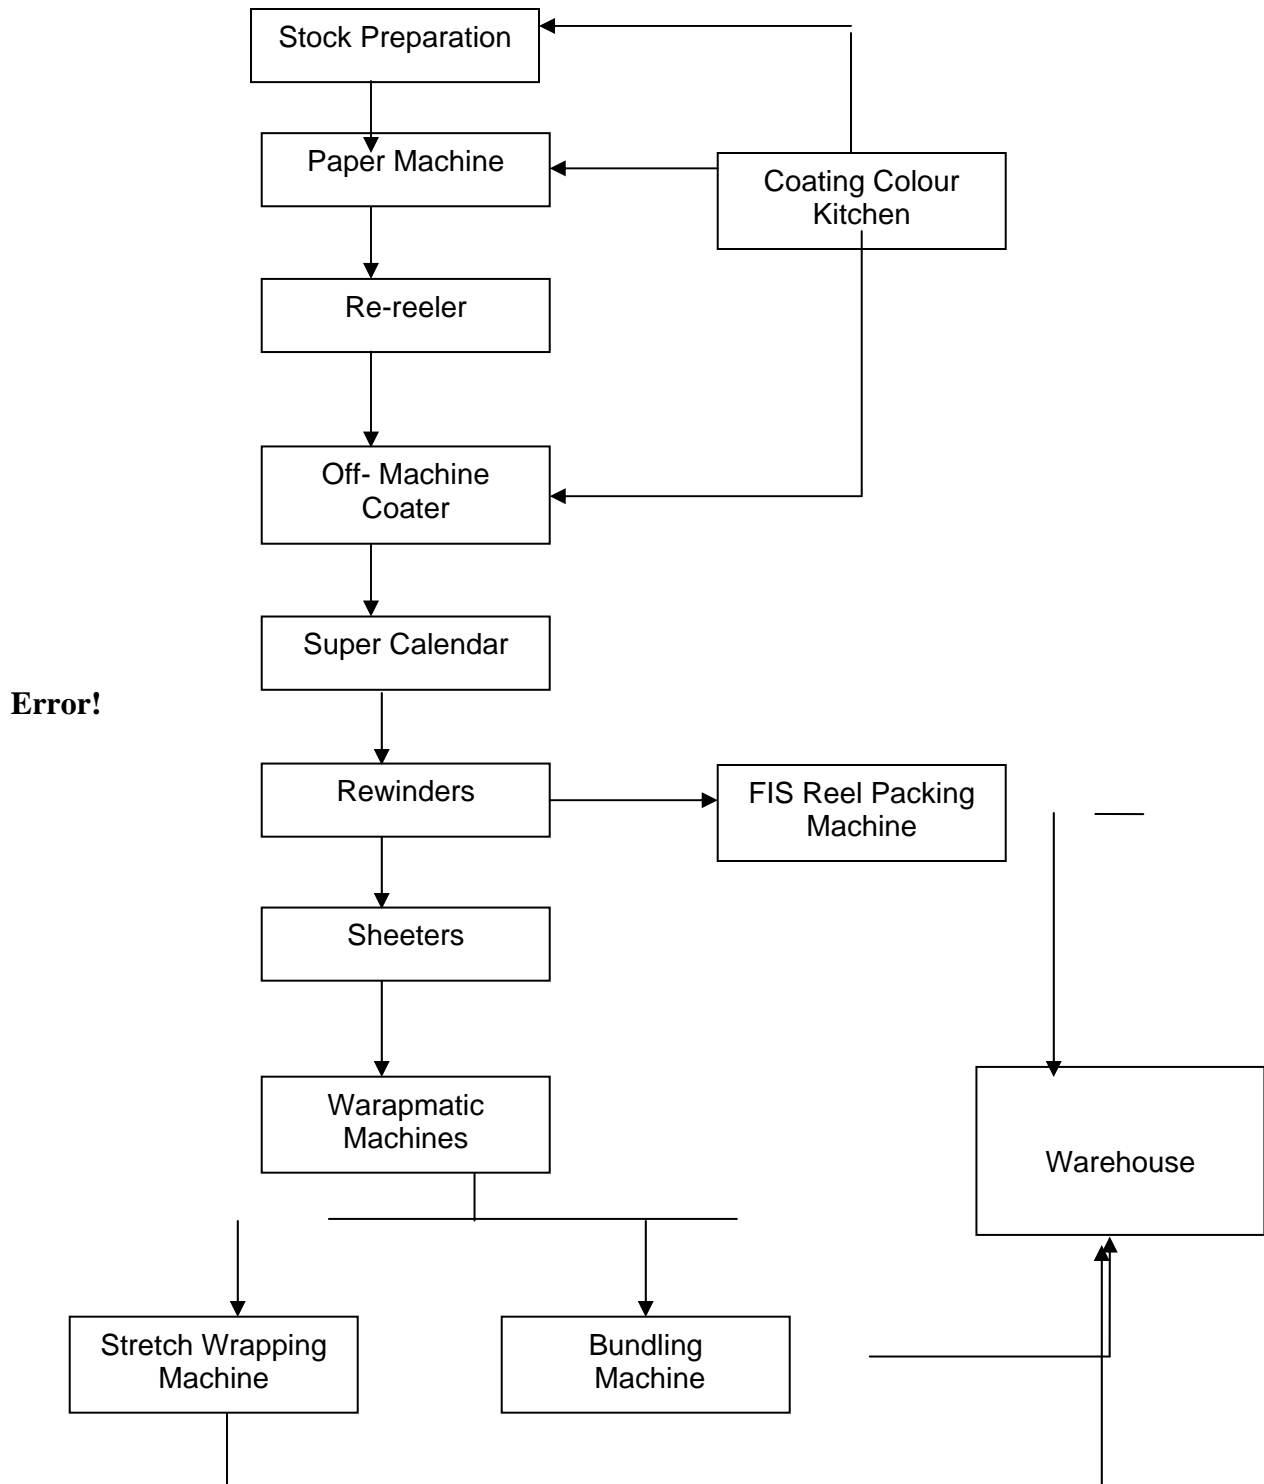 Stock Preparation
Paper Machine
Coating Colour
Kitchen
Re-reeler
Off- Machine
Coater
Super Calendar
Error!
Rewinders
FIS Reel Packing
Machine
Sheeters
Warapmatic
Machines
Warehouse
Stretch Wrapping
Machine
Bundling
Machine